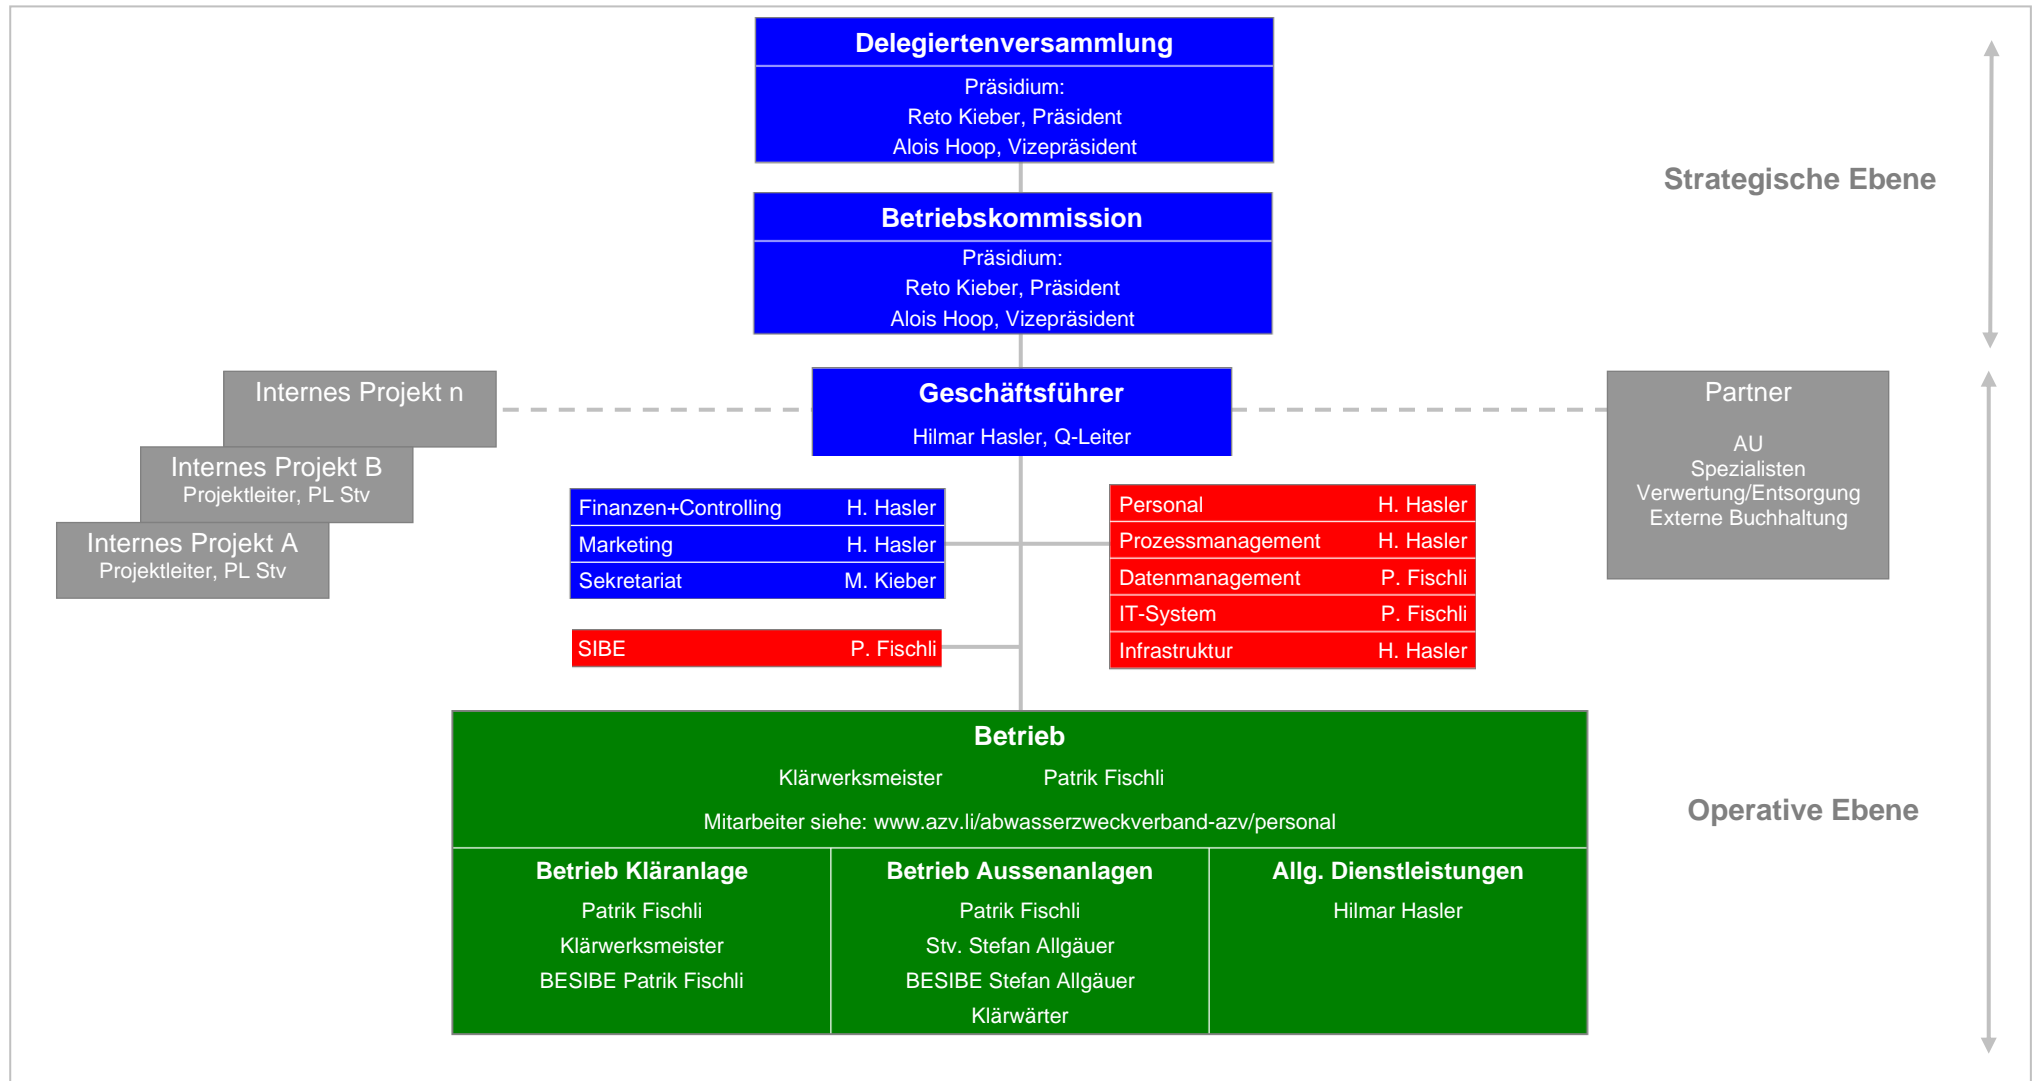 Delegiertenversammlung
Präsidium:
Reto Kieber, Präsident
Alois Hoop, Vizepräsident
Strategische Ebene
Betriebskommission
Präsidium:
Reto Kieber, Präsident
Alois Hoop, Vizepräsident
Internes Projekt n
Internes Projekt B
Projektleiter, PL Stv
Internes Projekt A
Projektleiter, PL Stv
Geschäftsführer
Hilmar Hasler, Q-Leiter
Partner
AU
Spezialisten
Verwertung/Entsorgung
Externe Buchhaltung
Finanzen+Controlling H. Hasler
Marketing H. Hasler
Sekretariat M. Kieber
SIBE P. Fischli
Personal H. Hasler
Prozessmanagement H. Hasler
Datenmanagement P. Fischli
IT-System P. Fischli
Infrastruktur H. Hasler
Betrieb
Klärwerksmeister Patrik Fischli
Mitarbeiter siehe: www.azv.li/abwasserzweckverband-azv/personal
Operative Ebene
Betrieb Kläranlage
Patrik Fischli
Klärwerksmeister
BESIBE Patrik Fischli
Betrieb Aussenanlagen
Patrik Fischli
Stv. Stefan Allgäuer
BESIBE Stefan Allgäuer
Klärwärter
Allg. Dienstleistungen
Hilmar Hasler